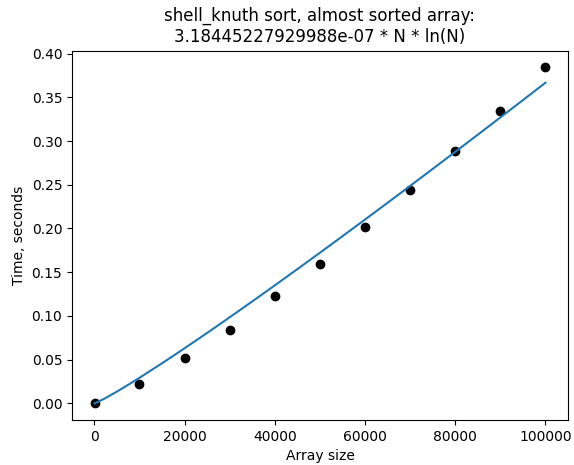 shell_knuth sort, almost sorted array:
3.18445227929988e-07 * N * ln(N)
0.40
0.35
0.30
0.25
0.20
0.15
0.10
0.05
0.00
Time, seconds
0 20000 40000 60000 80000 100000
Array size